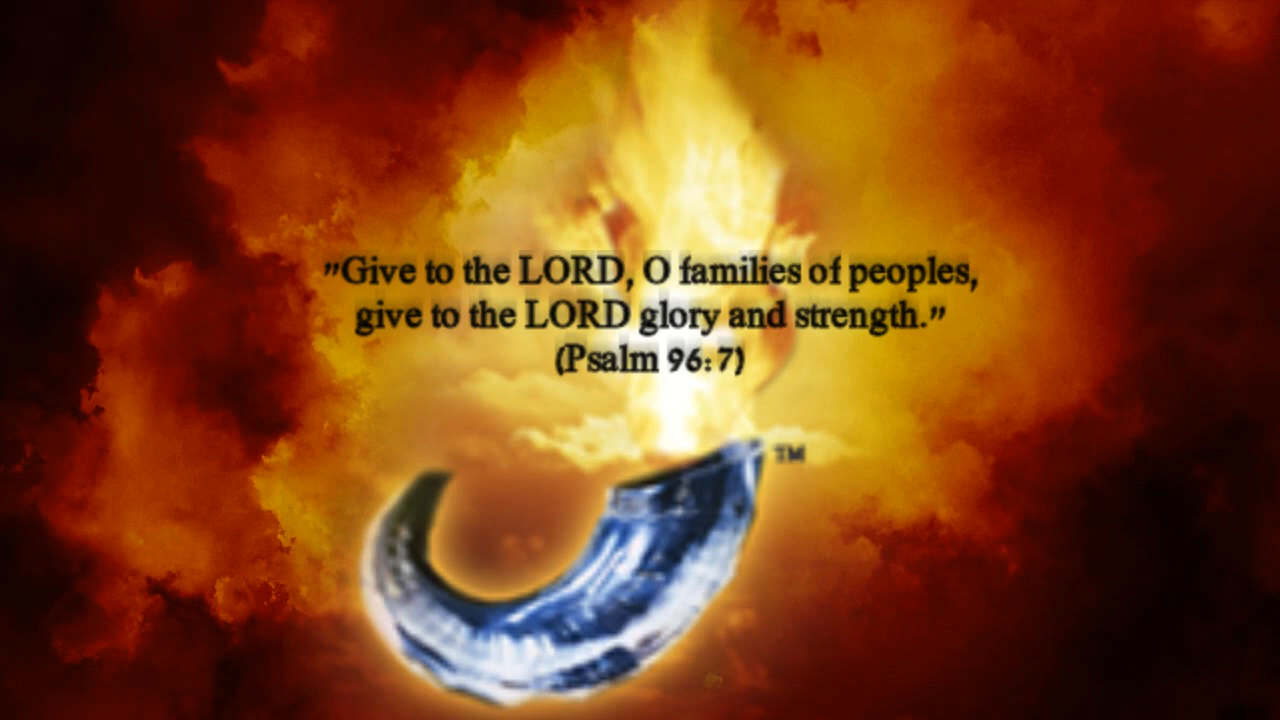 "Give to the LORD, O families of peoples,
give to the LORD glory and strength."
(Psalm 96:7)
TM